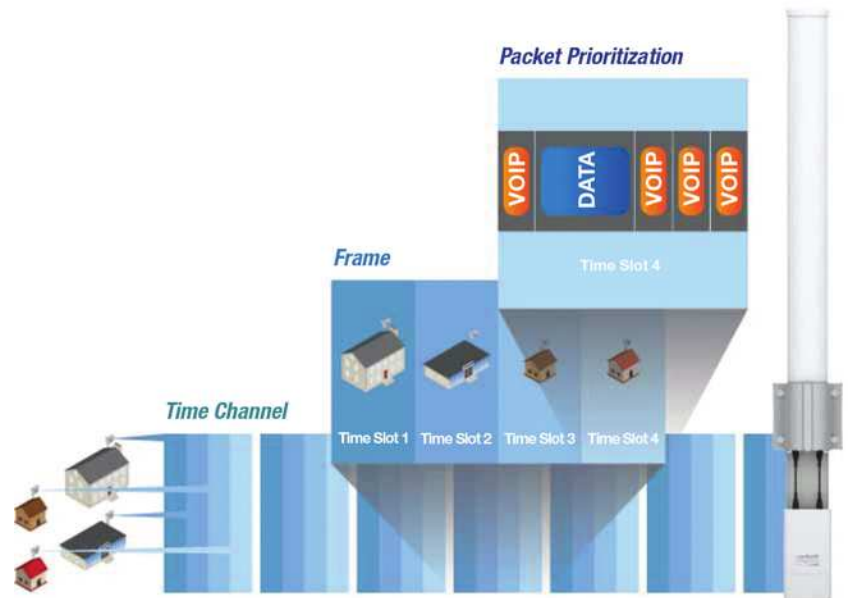 Packet Prioritization
VOIP
DATA
VOIP
VOIP
VOIP
Time Slot 4
Frame
Time Slot 1
Time Slot 2
Time Slot 3
Time Slot 4
Time Channel